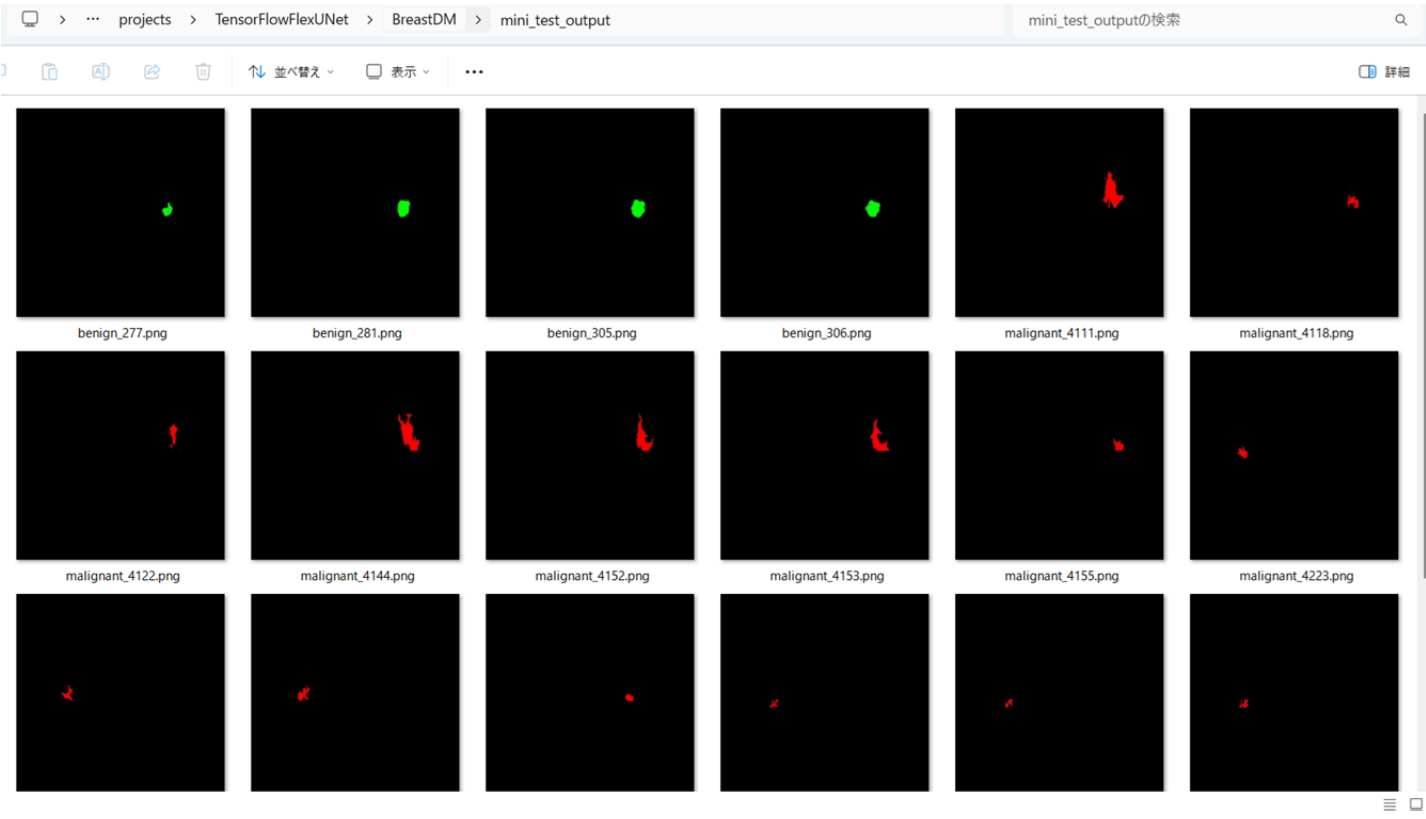 … projects > TensorFlowFlexUNet > BreastDM > mini_test_output
mini_test_outputの検索
並べ替え 表示 … 詳細
benign_277.png benign_281.png benign_305.png benign_306.png malignant_4111.png malignant_4118.png
malignant_4122.png malignant_4144.png malignant_4152.png malignant_4153.png malignant_4155.png malignant_4223.png